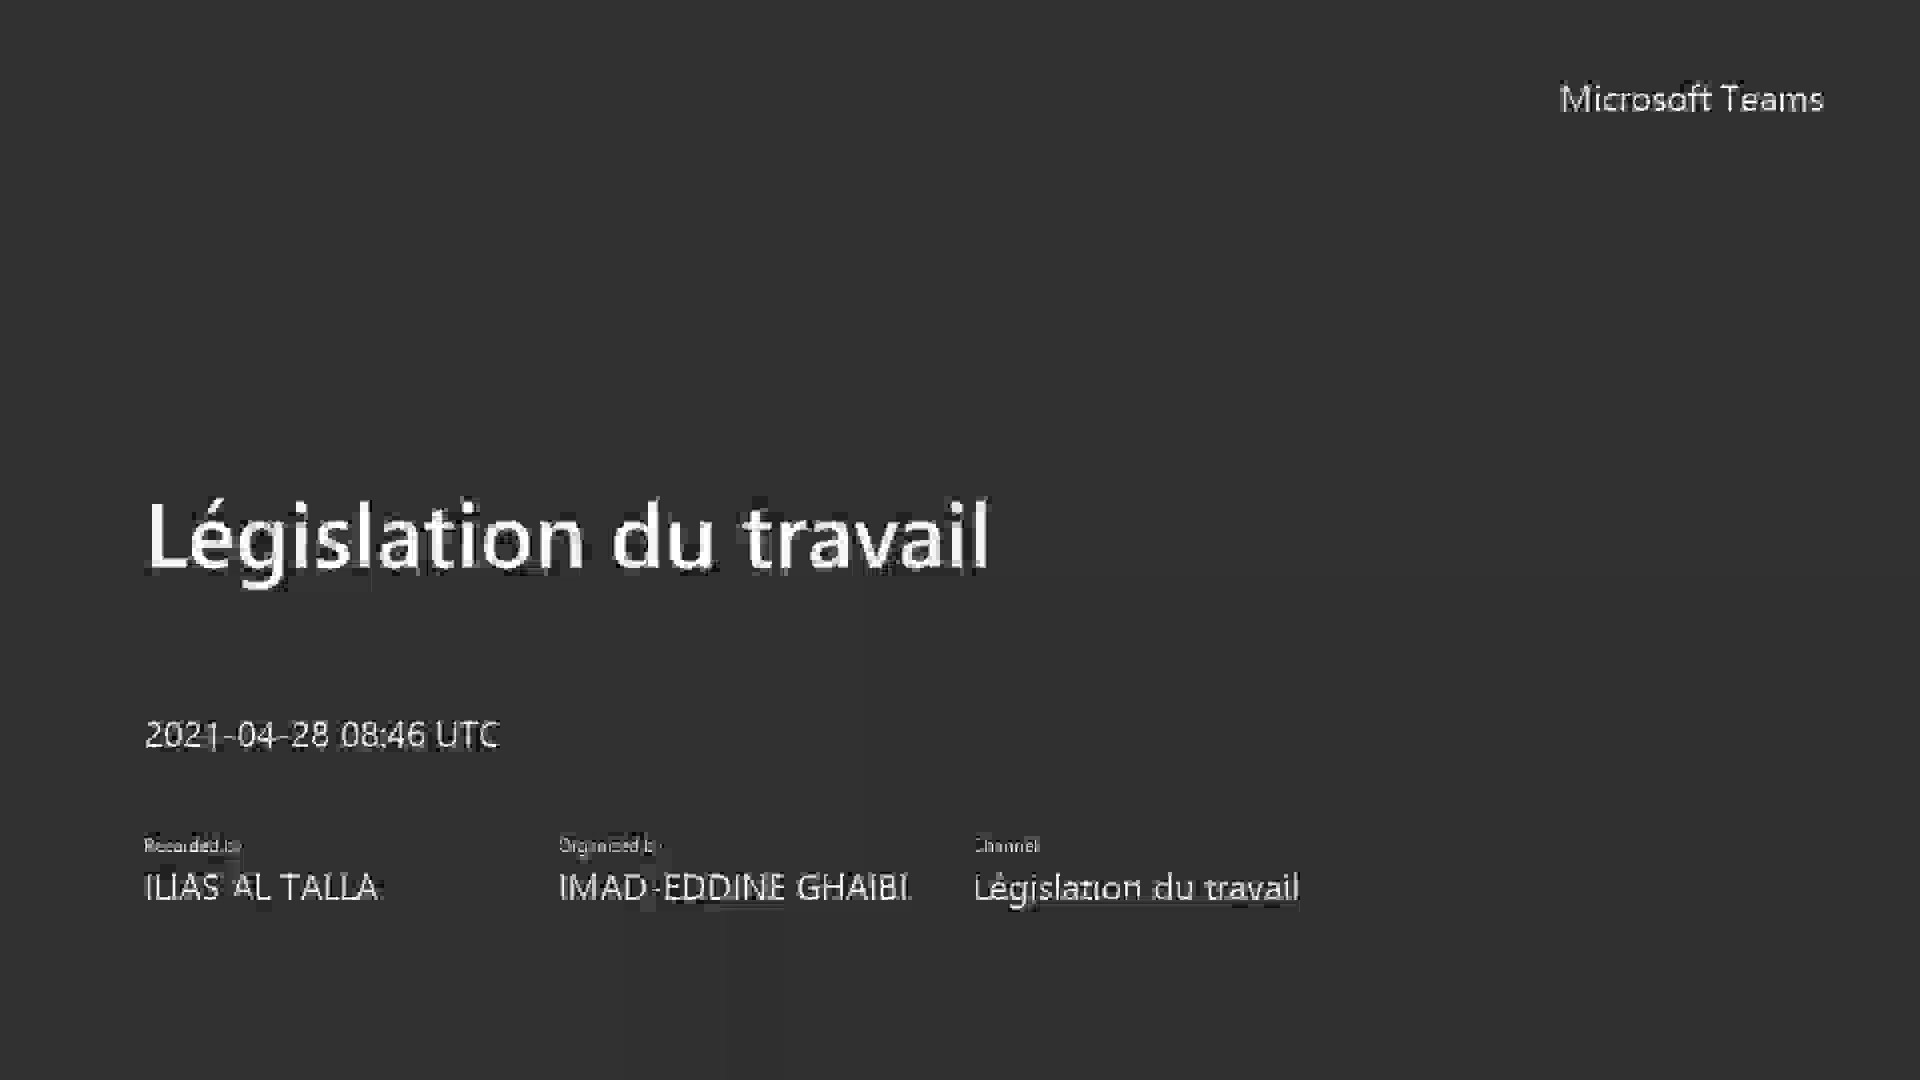 Microsoft Teams
Législation du travail
2021-04-28 08:46 UTC
Recorded by
Organized by
Channel
ILIAS AL TALLA
IMAD-EDDINE GHAIBI
Législation du travail